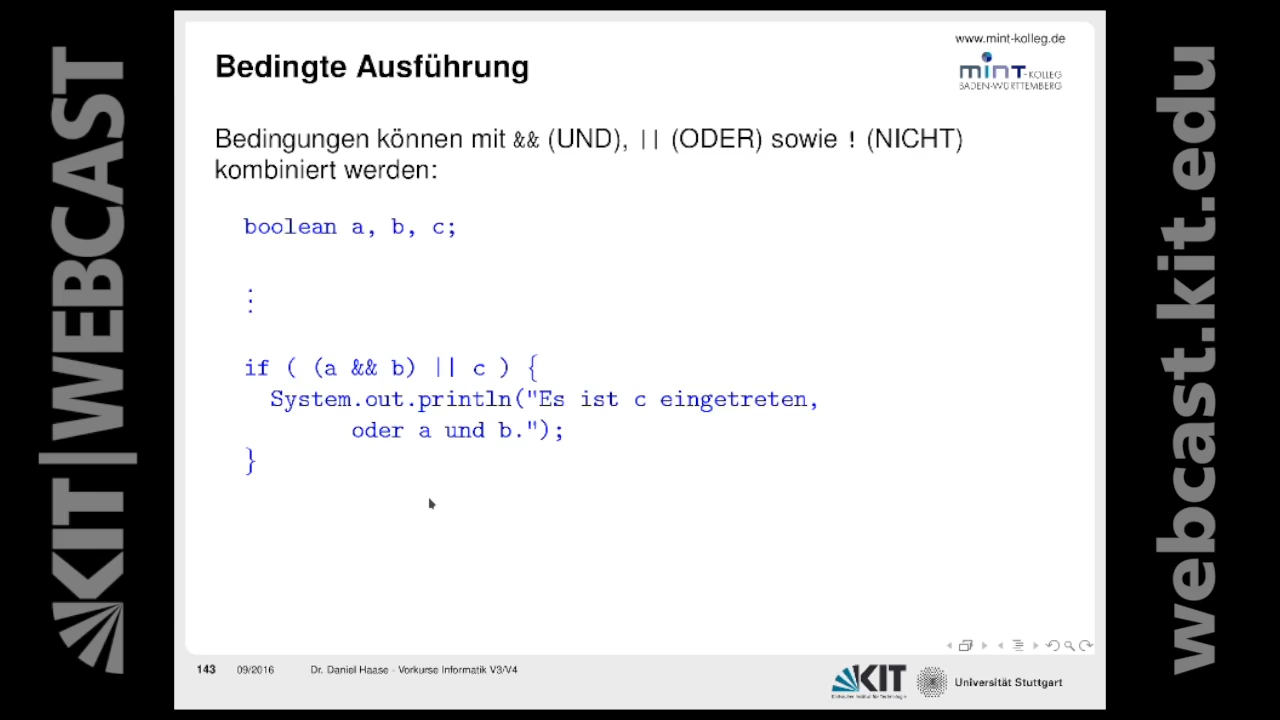 KIT | WEBCAST
www.mint-kolleg.de
Bedingte Ausführung
mINT-KOLLEG
BADEN-WÜRTTEMBERG
Bedingungen können mit && (UND), || (ODER) sowie ! (NICHT)
kombiniert werden:
boolean a, b, c;
⋮
if ( (a && b) || c ) {
System.out.println("Es ist c eingetreten,
oder a und b.");
}
143 09/2016 Dr. Daniel Haase - Vorkurse Informatik V3/V4
KIT
Universität Stuttgart
webcast.kit.edu